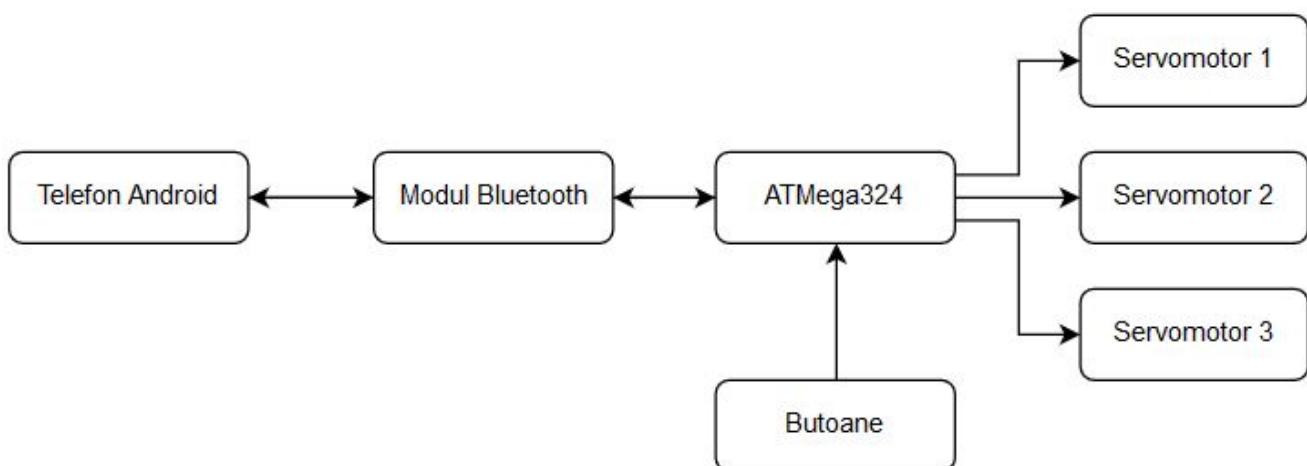 Servomotor 1
Telefon Android
Modul Bluetooth
ATMega324
Servomotor 2
Servomotor 3
Butoane